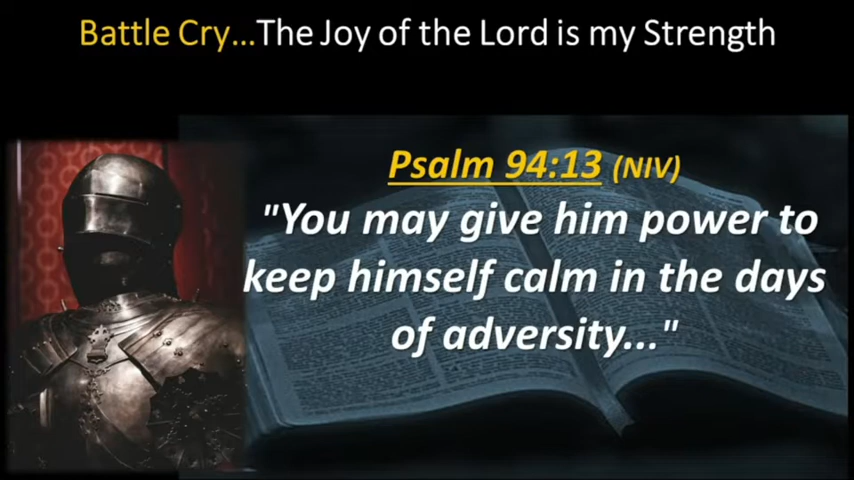 Battle Cry...The Joy of the Lord is my Strength
Psalm 94:13 (NIV)
"You may give him power to
keep himself calm in the days
of adversity..."